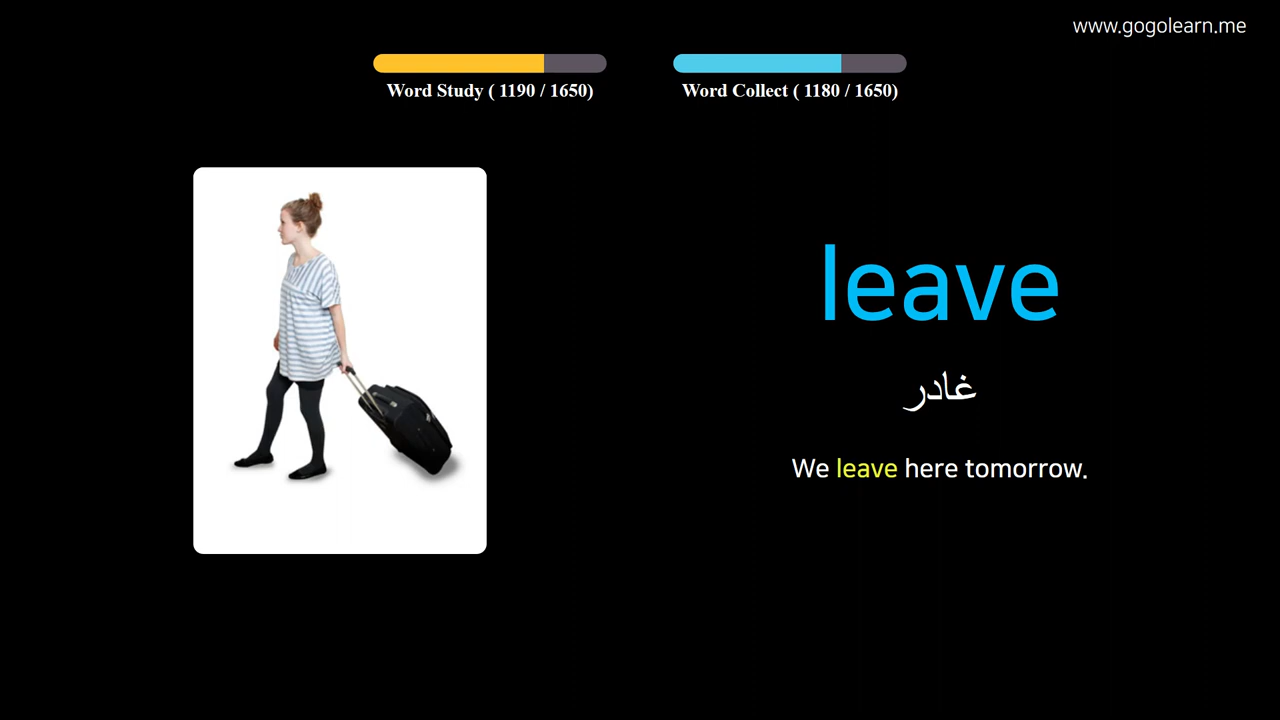 www.gogolearn.me
Word Study ( 1190 / 1650)
Word Collect ( 1180 / 1650)
leave
غادر
We leave here tomorrow.